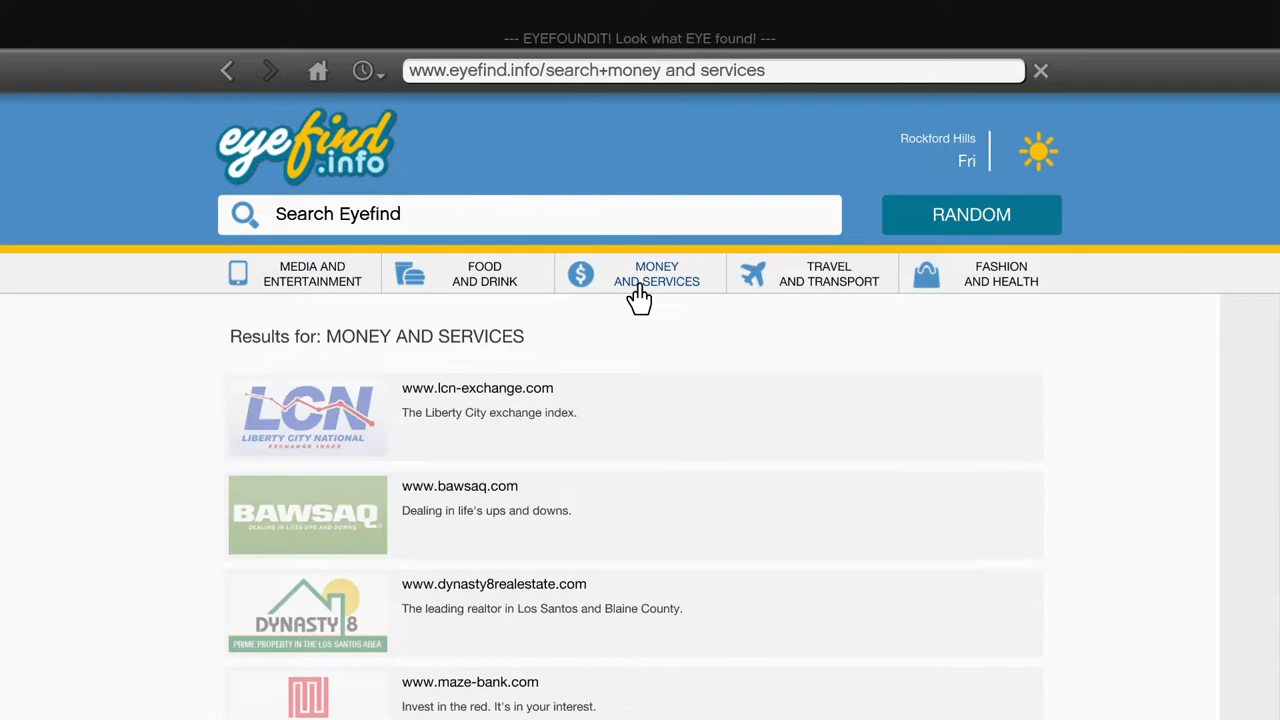 --- EYEFOUNDIT! Look what EYE found! ---
www.eyefind.info/search+money and services
eyefind
.info
Rockford Hills
Fri
Search Eyefind
RANDOM
MEDIA AND
ENTERTAINMENT
FOOD
AND DRINK
MONEY
AND SERVICES
TRAVEL
AND TRANSPORT
FASHION
AND HEALTH
Results for: MONEY AND SERVICES
LCN
LIBERTY CITY NATIONAL
EXCHANGE INDEX
www.lcn-exchange.com
The Liberty City exchange index.
BAWSAQ
DEALING IN LIFE'S UPS AND DOWNS
www.bawsaq.com
Dealing in life's ups and downs.
DYNASTY 8
PRIME PROPERTY IN THE LOS SANTOS AREA
www.dynasty8realestate.com
The leading realtor in Los Santos and Blaine County.
www.maze-bank.com
Invest in the red. It's in your interest.